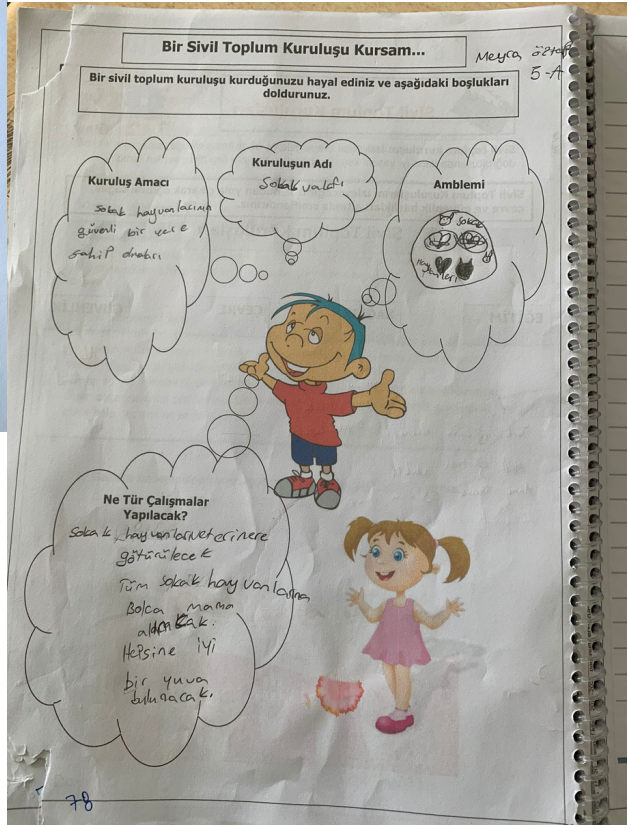 Bir Sivil Toplum Kuruluşu Kursam...
Meyra
5-A
Bir sivil toplum kuruluşu kurduğunuzu hayal ediniz ve aşağıdaki boşlukları
doldurunuz.
Kuruluş Amacı
sokak hayvanlarının
güvenli bir yere
sahip olmaları
Kuruluşun Adı
Sokak vakfı
Amblemi
Sokak
Ne Tür Çalışmalar
Yapılacak?
Sokak hayvanları veterinere
götürülecek
Tüm sokak hayvanlarına
Bolca mama
alınacak.
Hepsine iyi
bir yuva
bulunacak.
78